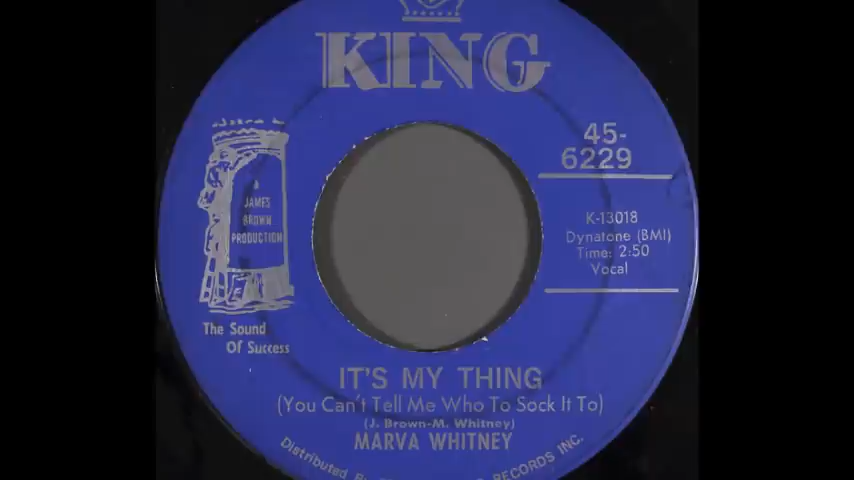 KING
45-
6229
A
JAMES
BROWN
PRODUCTION
K-13018
Dynatone (BMI)
Time: 2:50
Vocal
The Sound
Of Success
IT'S MY THING
(You Can't Tell Me Who To Sock It To)
(J. Brown-M. Whitney)
MARVA WHITNEY
Distributed RECORDS INC.